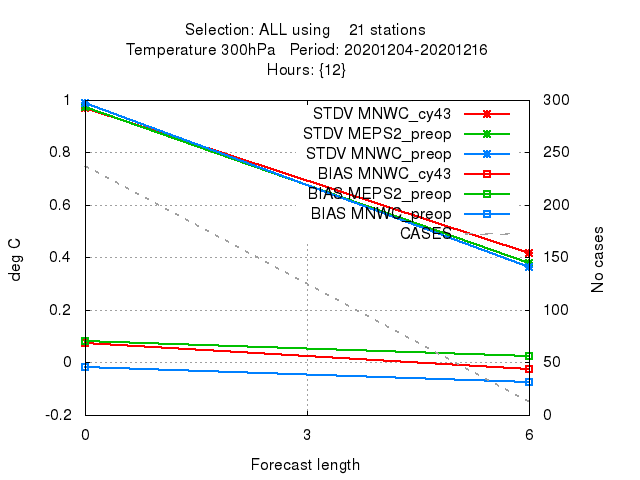 Selection: ALL using 21 stations
Temperature 300hPa Period: 20201204-20201216
Hours: {12}
1
0.8
0.6
0.4
0.2
0
-0.2
deg C
STDV MNWC_cy43
STDV MEPS2_preop
STDV MNWC_preop
BIAS MNWC_cy43
BIAS MEPS2_preop
BIAS MNWC_preop
CASES
300
250
200
150
100
50
0
No cases
0 3 6
Forecast length